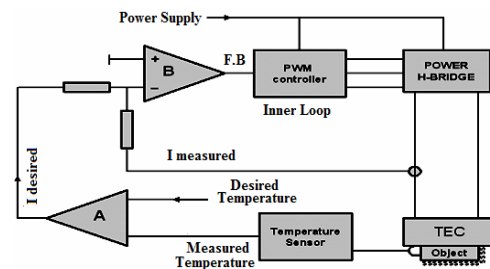 Power Supply
+
B
-
F.B
PWM
controller
POWER
H-BRIDGE
Inner Loop
I measured
I desired
Desired
Temperature
A
Measured
Temperature
Temperature
Sensor
TEC
Object